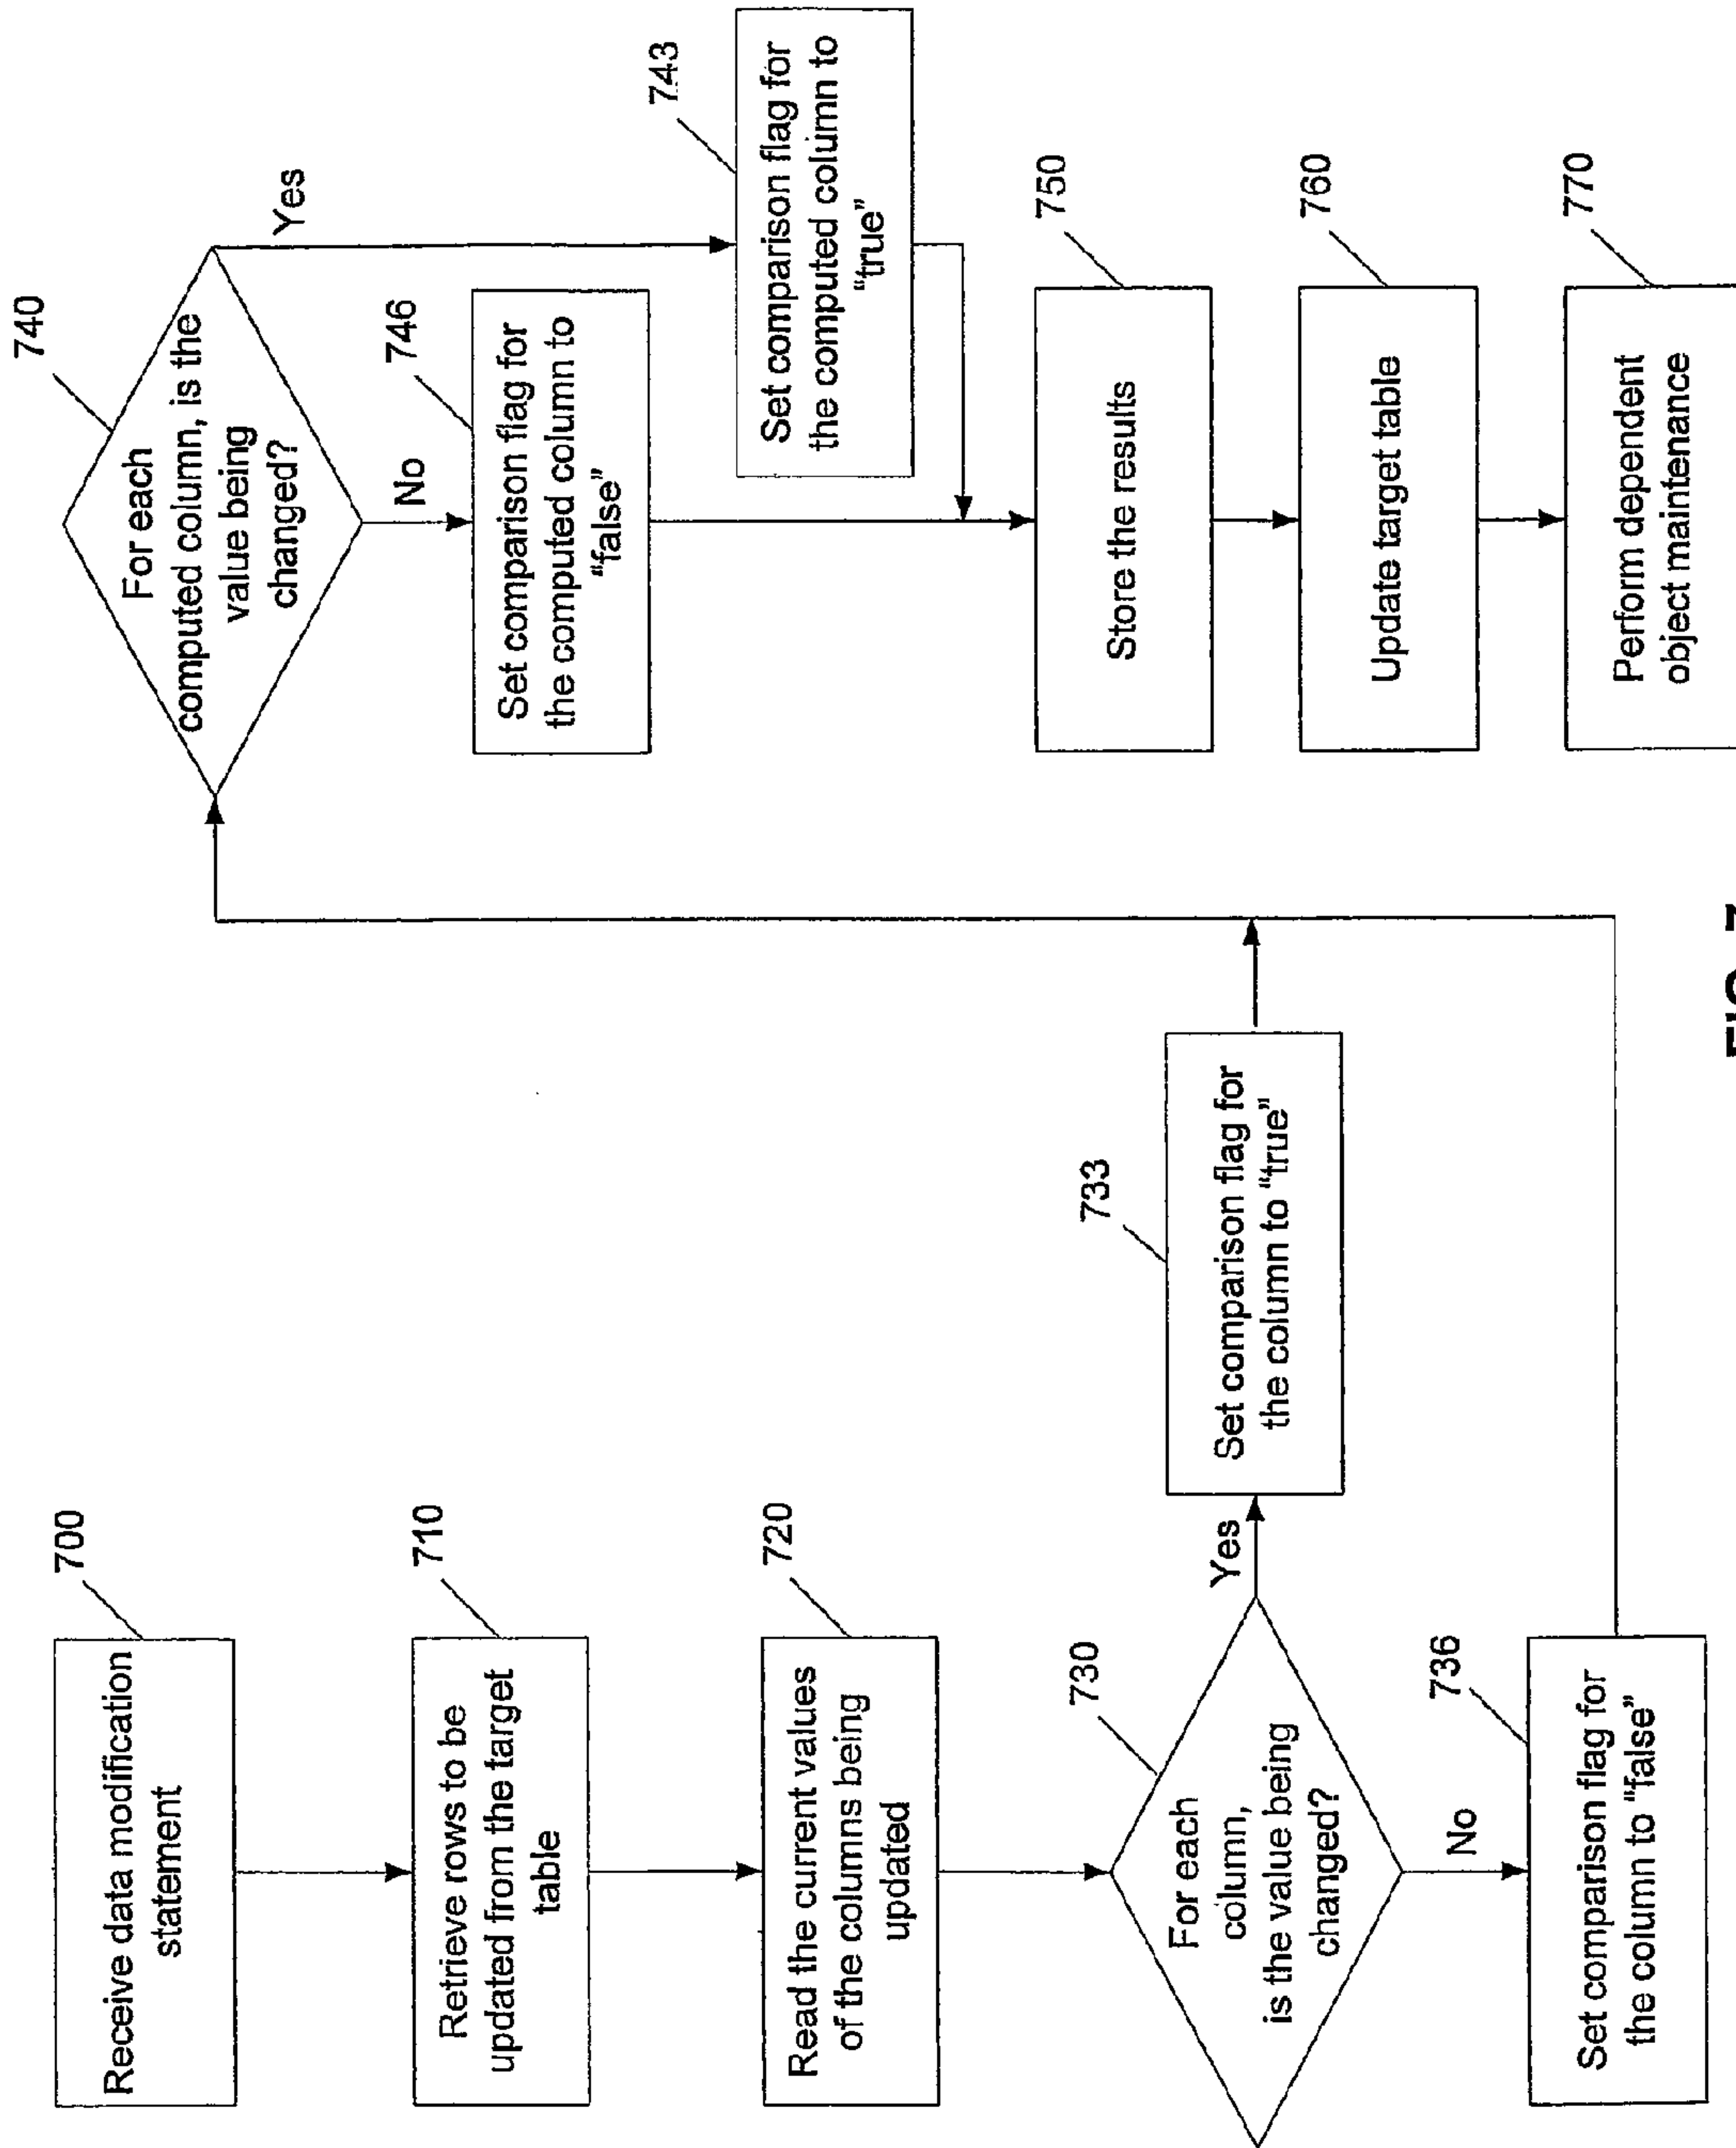 700
Receive data modification
statement
710
Retrieve rows to be
updated from the target
table
720
Read the current values
of the columns being
updated
730
For each
column,
is the value being
changed?
Yes
No
733
Set comparison flag for
the column to "true"
736
Set comparison flag for
the column to "false"
740
For each
computed column, is the
value being
changed?
Yes
No
746
Set comparison flag for
the computed column to
"false"
743
Set comparison flag for
the computed column to
"true"
750
Store the results
760
Update target table
770
Perform dependent
object maintenance